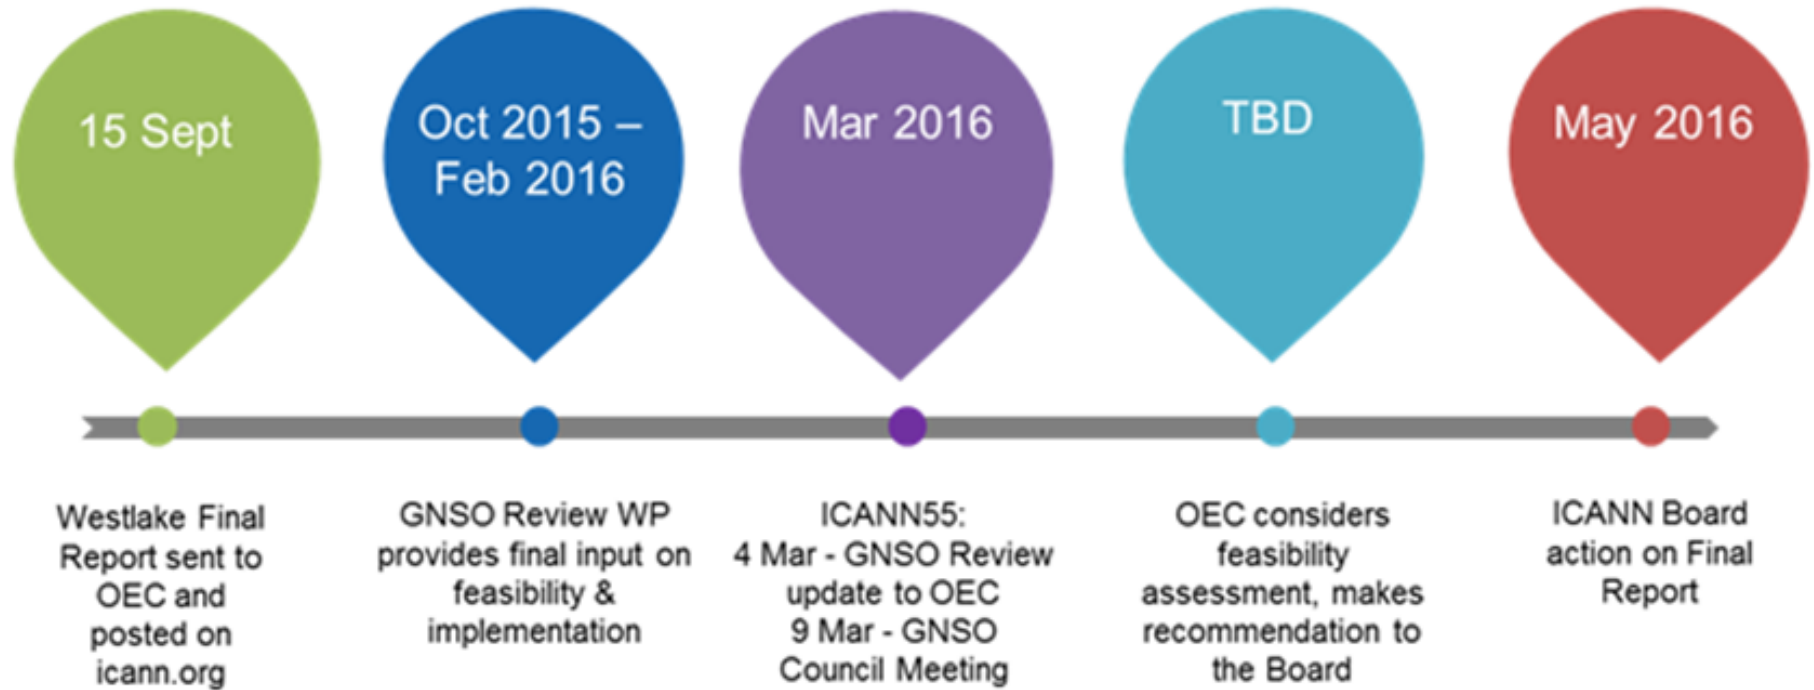 15 Sept
Oct 2015 –
Feb 2016
Mar 2016
TBD
May 2016
Westlake Final
Report sent to
OEC and
posted on
icann.org
GNSO Review WP
provides final input on
feasibility &
implementation
ICANN55:
4 Mar - GNSO Review
update to OEC
9 Mar - GNSO
Council Meeting
OEC considers
feasibility
assessment, makes
recommendation to
the Board
ICANN Board
action on Final
Report